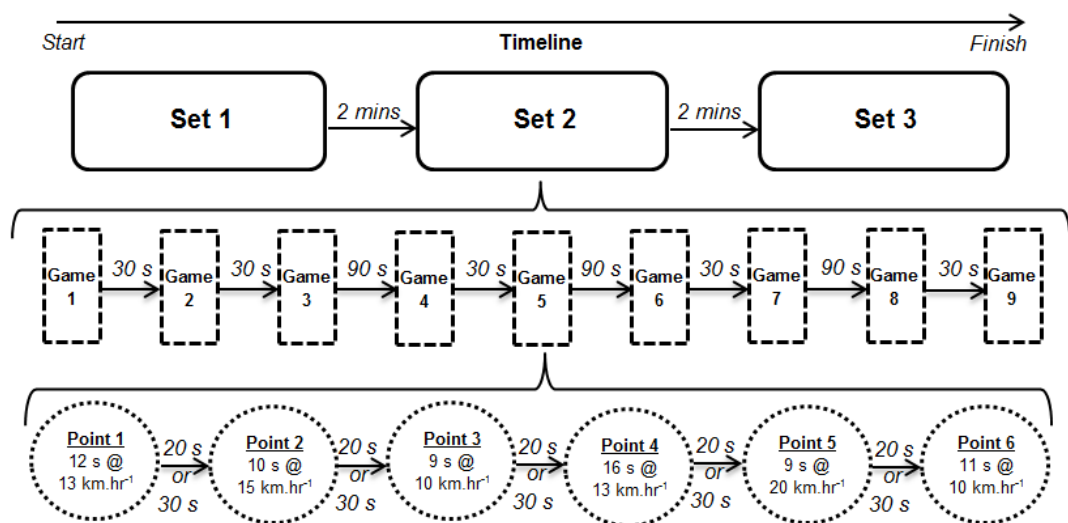 Start Timeline Finish
Set 1 2 mins Set 2 2 mins Set 3
30 s 30 s 90 s 30 s 90 s 30 s 90 s 30 s
Game Game Game Game Game Game Game Game Game
1 2 3 4 5 6 7 8 9
Point 1
12 s @
13 km.hr⁻¹
20 s
or
30 s
Point 2
10 s @
15 km.hr⁻¹
20 s
or
30 s
Point 3
9 s @
10 km.hr⁻¹
20 s
or
30 s
Point 4
16 s @
13 km.hr⁻¹
20 s
or
30 s
Point 5
9 s @
20 km.hr⁻¹
20 s
or
30 s
Point 6
11 s @
10 km.hr⁻¹